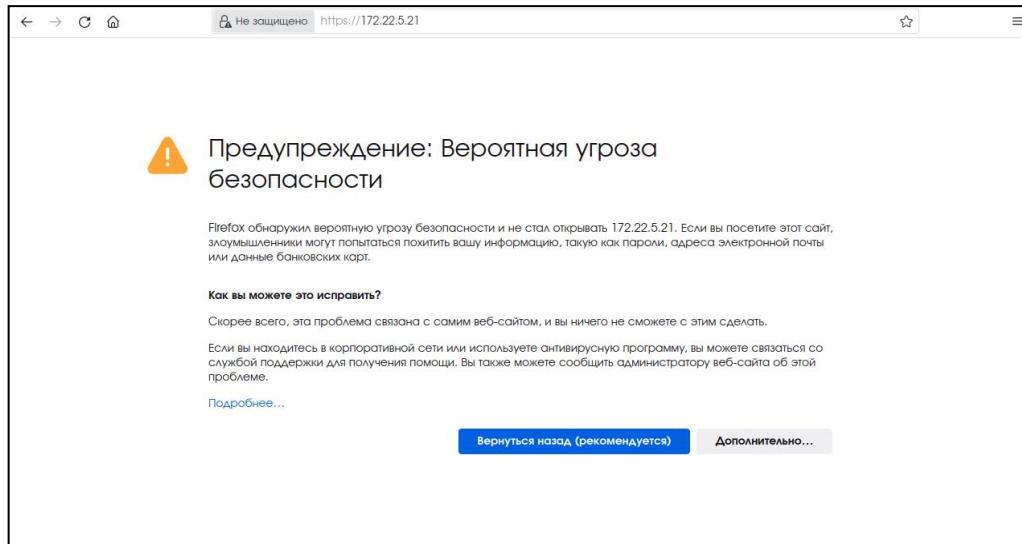 Не защищено https://172.22.5.21
Предупреждение: Вероятная угроза
безопасности
Firefox обнаружил вероятную угрозу безопасности и не стал открывать 172.22.5.21. Если вы посетите этот сайт,
злоумышленники могут попытаться похитить вашу информацию, такую как пароли, адреса электронной почты
или данные банковских карт.
Как вы можете это исправить?
Скорее всего, эта проблема связана с самим веб-сайтом, и вы ничего не сможете с этим сделать.
Если вы находитесь в корпоративной сети или используете антивирусную программу, вы можете связаться со
службой поддержки для получения помощи. Вы также можете сообщить администратору веб-сайта об этой
проблеме.
Подробнее...
Вернуться назад (рекомендуется) Дополнительно...